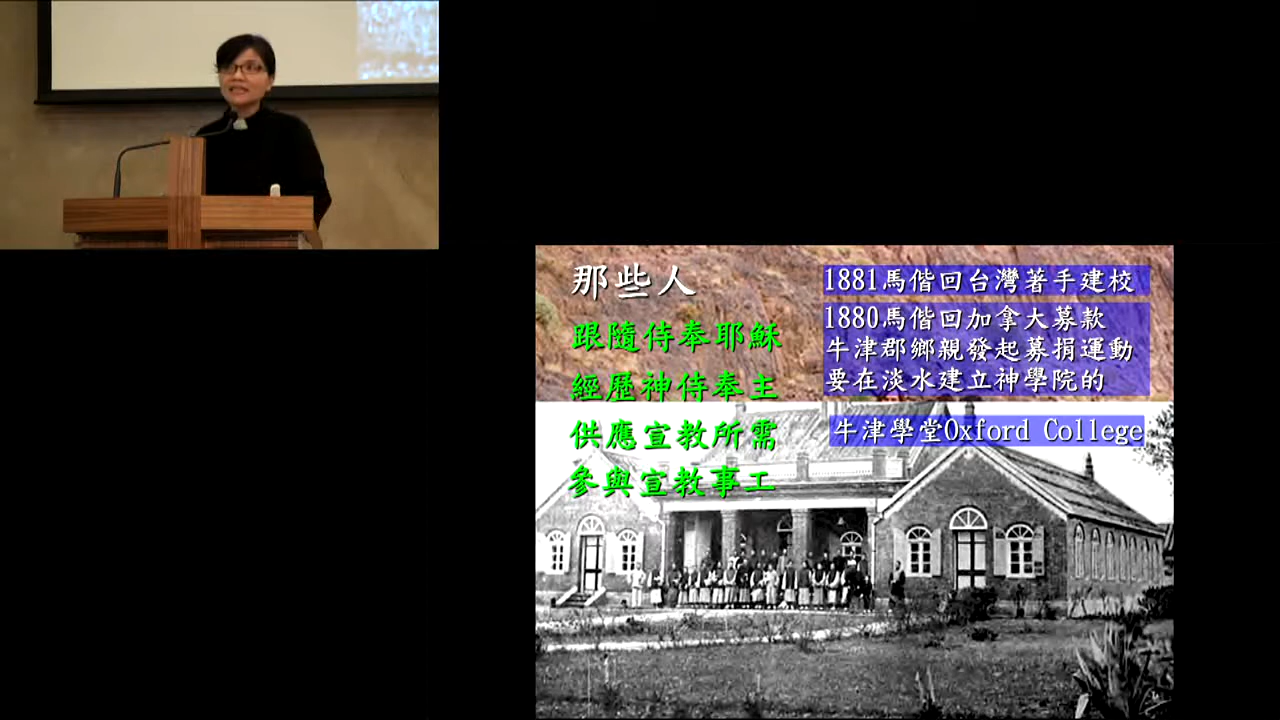 那些人
跟隨侍奉耶穌
經歷神侍奉主
供應宣教所需
參與宣教事工
1881馬偕回台灣著手建校
1880馬偕回加拿大募款
牛津郡鄉親發起募捐運動
要在淡水建立神學院的
牛津學堂Oxford College